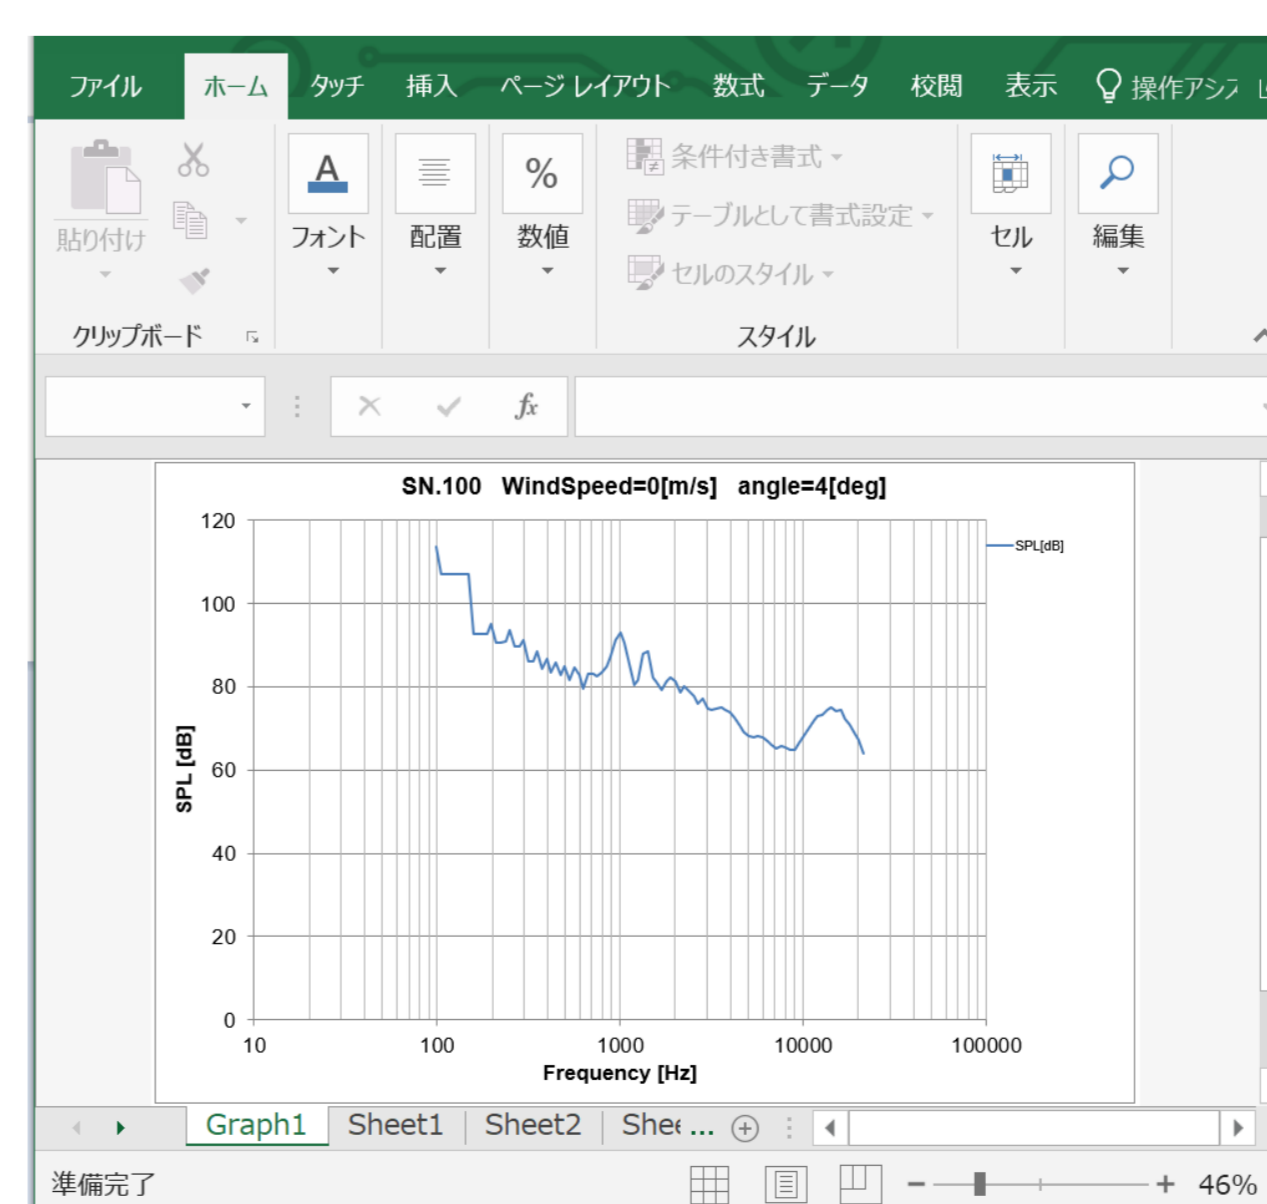 ファイル ホーム タッチ 挿入 ページ レイアウト 数式 データ 校閲 表示 操作アシス
貼り付け
クリップボード
A
フォント
配置
%
数値
条件付き書式
テーブルとして書式設定
セルのスタイル
スタイル
セル
編集
fx
SN.100 WindSpeed=0[m/s] angle=4[deg]
120
100
80
60
40
20
0
SPL [dB]
SPL[dB]
10 100 1000 10000 100000
Frequency [Hz]
Graph1 Sheet1 Sheet2 Shee ...
準備完了 46%